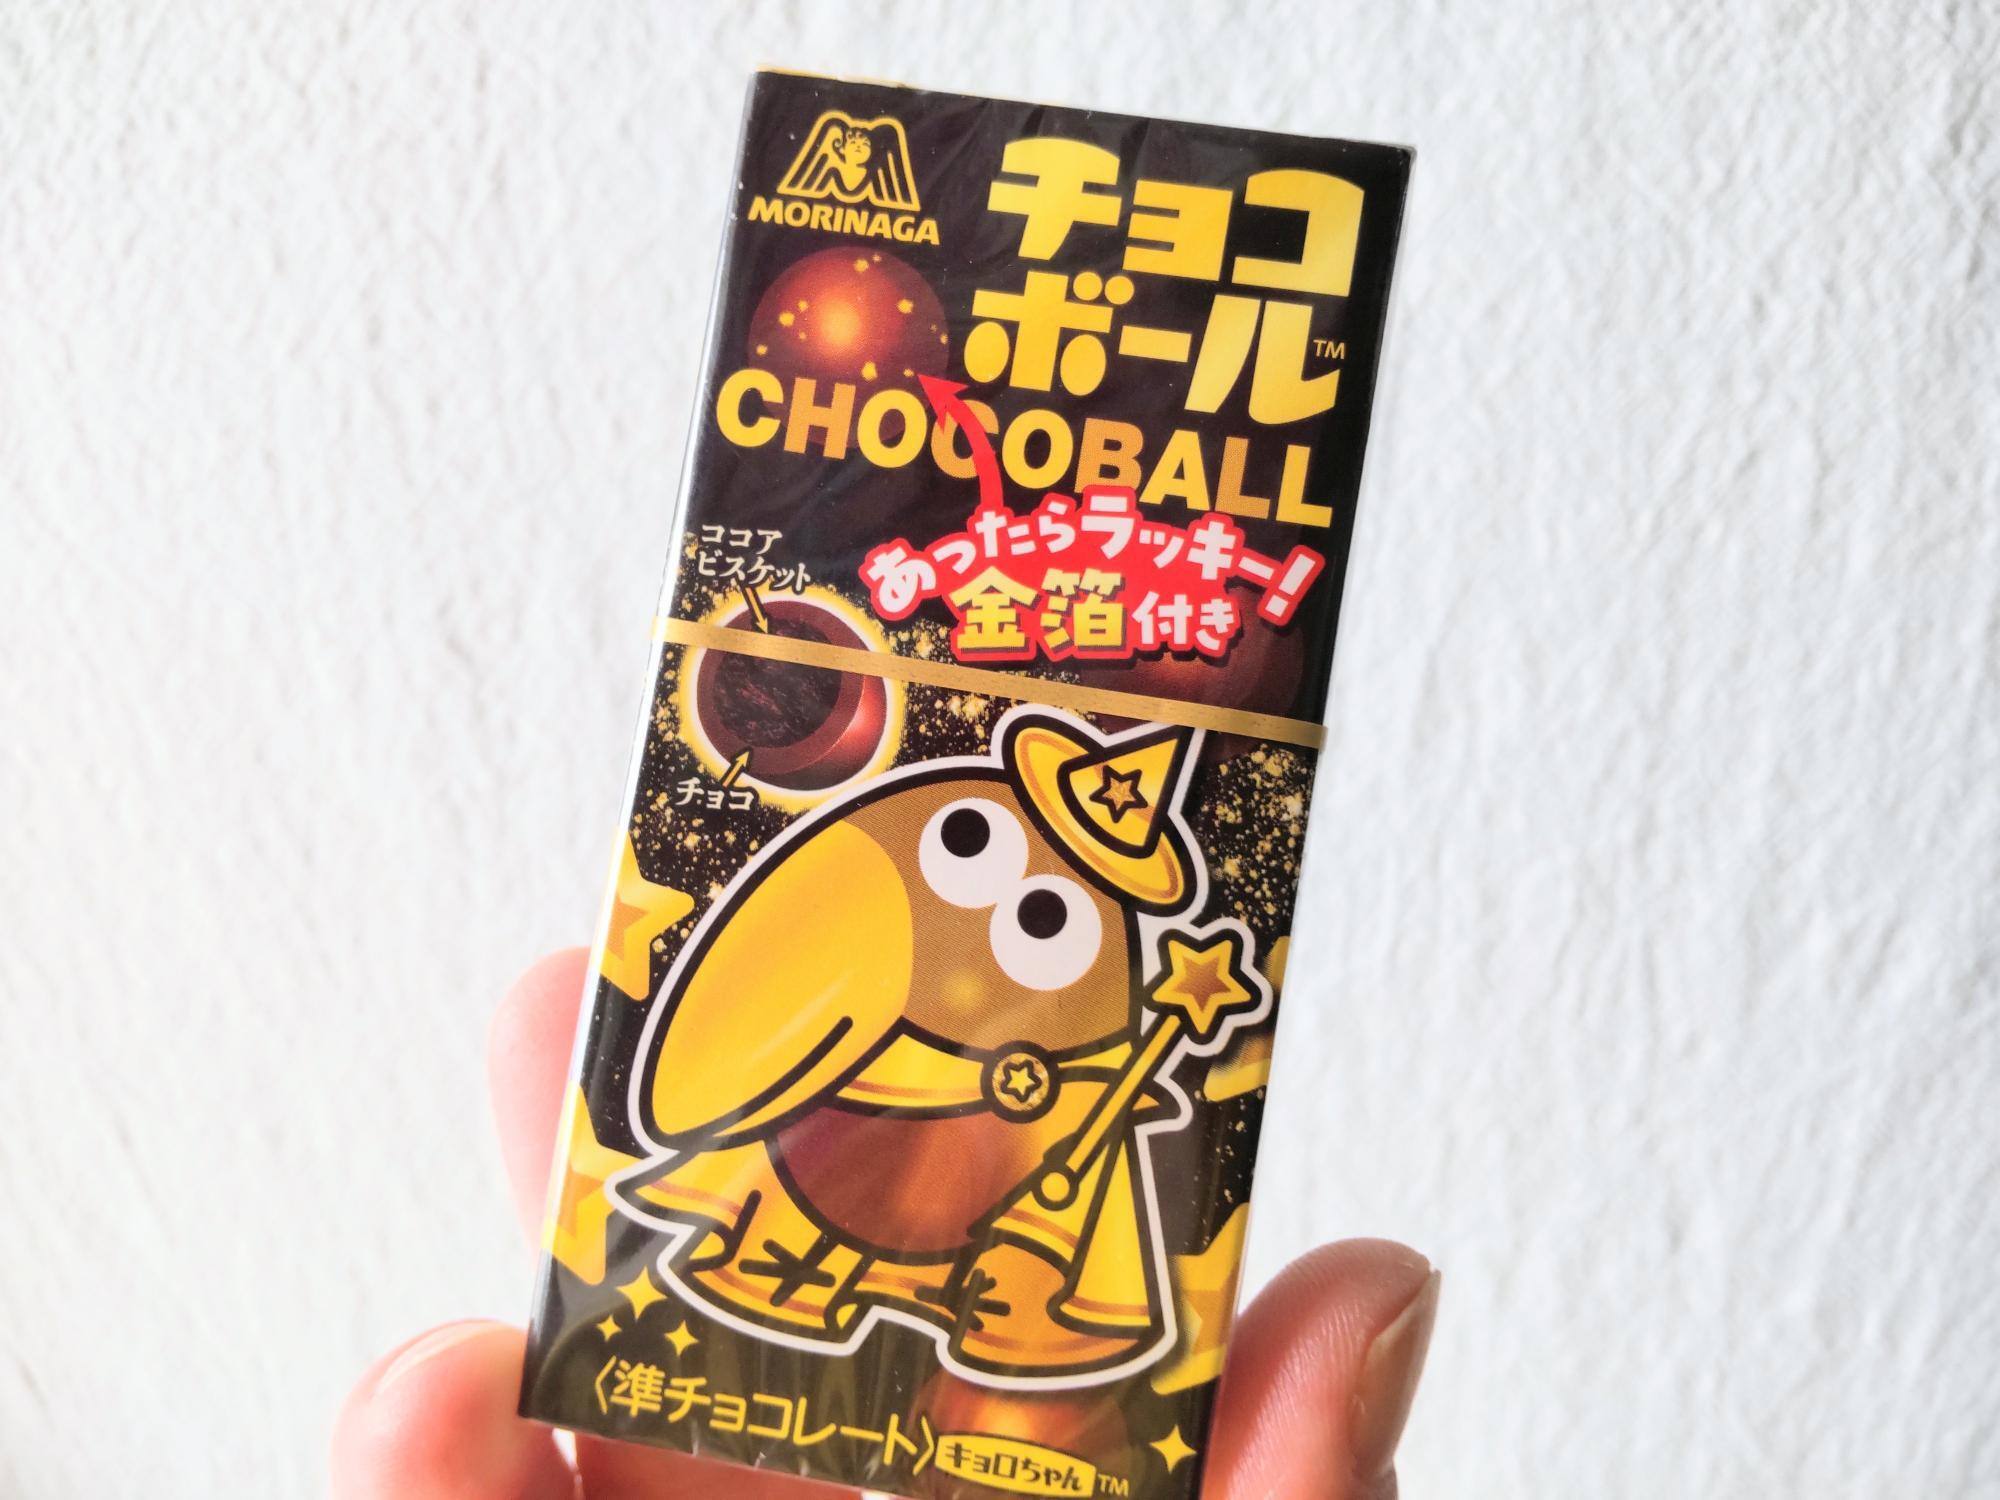 MORINAGA
チョコ
ボール™
CHOCOBALL
あったらラッキー!
金箔付き
ココア
ビスケット
チョコ
〈準チョコレート〉
キョロちゃん™